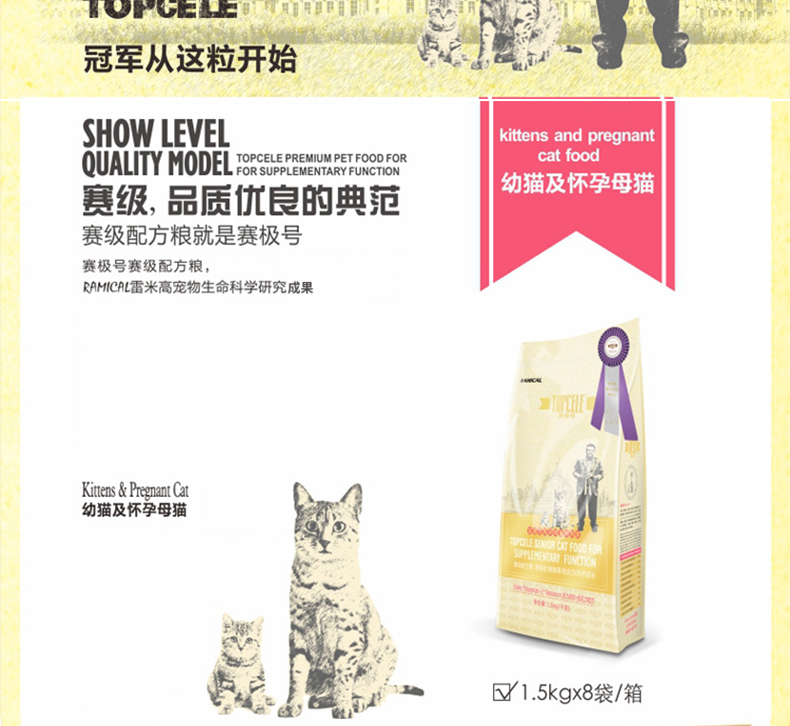 TOPCELE
冠军从这粒开始
SHOW LEVEL
QUALITY MODEL
TOPCELE PREMIUM PET FOOD FOR
FOR SUPPLEMENTARY FUNCTION
赛级,品质优良的典范
赛级配方粮就是赛极号
赛极号赛级配方粮,
RAMICAL雷米高宠物生命科学研究成果
kittens and pregnant
cat food
幼猫及怀孕母猫
Kittens & Pregnant Cat
幼猫及怀孕母猫
RAMICAL
TOPCELE
TOPCELE SENIOR CAT FOOD FOR
SUPPLEMENTARY FUNCTION
1.5kgx8袋/箱